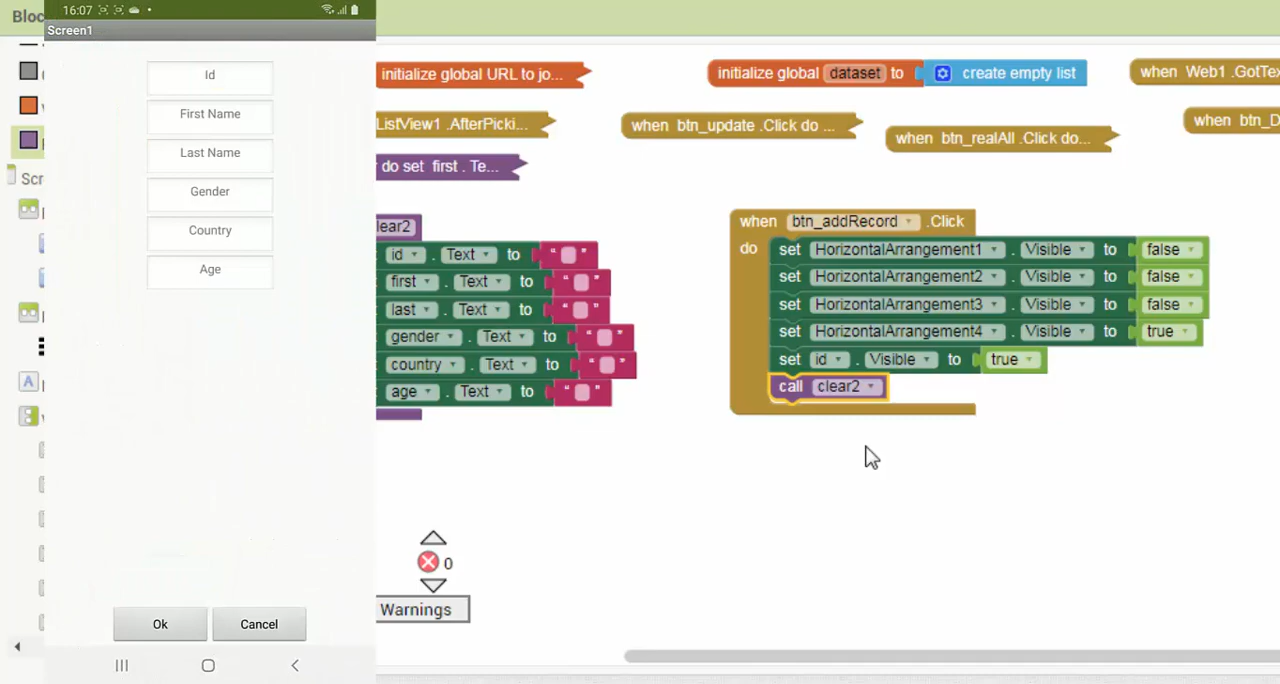 Bloc
16:07
Screen1
Id
First Name
Last Name
Gender
Country
Age
Ok
Cancel
Scr
initialize global URL to jo...
initialize global dataset to create empty list
when Web1 .GotTex
ListView1 .AfterPicki...
when btn_update .Click do ...
when btn_realAll .Click do...
when btn_D
do set first . Te...
clear2
id . Text to “ ”
first . Text to “ ”
last . Text to “ ”
gender . Text to “ ”
country . Text to “ ”
age . Text to “ ”
when btn_addRecord .Click
do set HorizontalArrangement1 . Visible to false
set HorizontalArrangement2 . Visible to false
set HorizontalArrangement3 . Visible to false
set HorizontalArrangement4 . Visible to true
set id . Visible to true
call clear2
0
Warnings